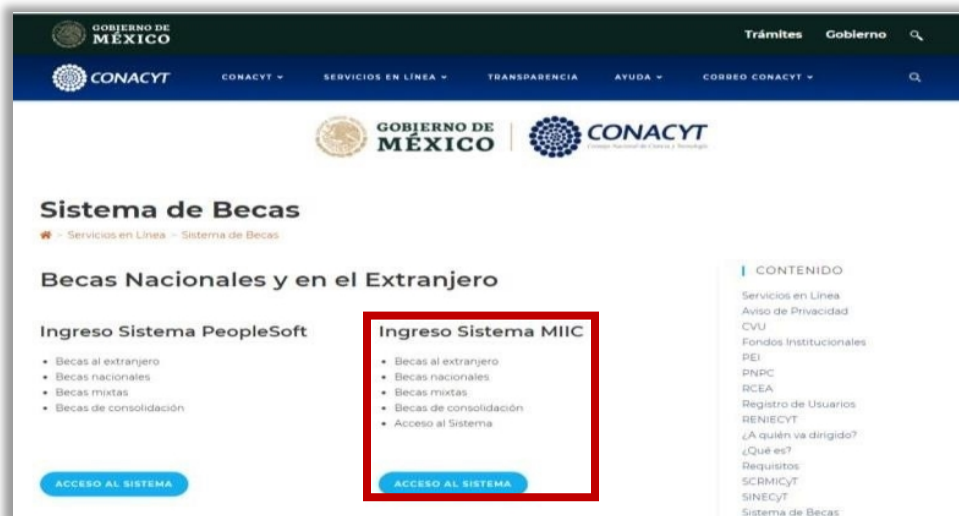 GOBIERNO DE
MÉXICO
Trámites Gobierno
CONACYT
CONACYT SERVICIOS EN LÍNEA TRANSPARENCIA AYUDA CORREO CONACYT
GOBIERNO DE
MÉXICO
CONACYT
Consejo Nacional de Ciencia y Tecnología
Sistema de Becas
> Servicios en Línea > Sistema de Becas
Becas Nacionales y en el Extranjero
Ingreso Sistema PeopleSoft
• Becas al extranjero
• Becas nacionales
• Becas mixtas
• Becas de consolidación
ACCESO AL SISTEMA
Ingreso Sistema MIIC
• Becas al extranjero
• Becas nacionales
• Becas mixtas
• Becas de consolidación
• Acceso al Sistema
ACCESO AL SISTEMA
CONTENIDO
Servicios en Línea
Aviso de Privacidad
CVU
Fondos Institucionales
PEI
PNPC
RCEA
Registro de Usuarios
RENIECYT
¿A quién va dirigido?
¿Qué es?
Requisitos
SCRMICyT
SINECyT
Sistema de Becas